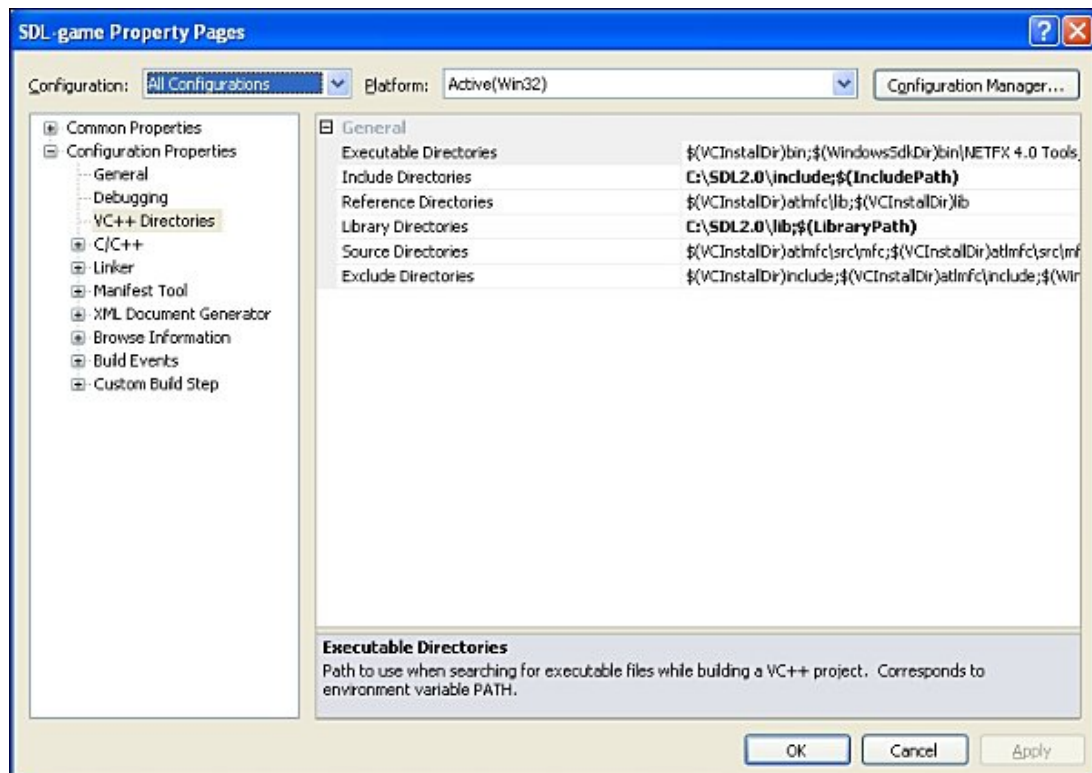 SDL-game Property Pages
Configuration: All Configurations Platform: Active(Win32) Configuration Manager...
Common Properties
Configuration Properties
General
Debugging
VC++ Directories
C/C++
Linker
Manifest Tool
XML Document Generator
Browse Information
Build Events
Custom Build Step
General
Executable Directories $(VCInstallDir)bin;$(WindowsSdkDir)bin\NETFX 4.0 Tools
Include Directories C:\SDL2.0\include;$(IncludePath)
Reference Directories $(VCInstallDir)atlmfc\lib;$(VCInstallDir)lib
Library Directories C:\SDL2.0\lib;$(LibraryPath)
Source Directories $(VCInstallDir)atlmfc\src\mfc;$(VCInstallDir)atlmfc\src\mf
Exclude Directories $(VCInstallDir)include;$(VCInstallDir)atlmfc\include;$(Win
Executable Directories
Path to use when searching for executable files while building a VC++ project. Corresponds to
environment variable PATH.
OK Cancel Apply